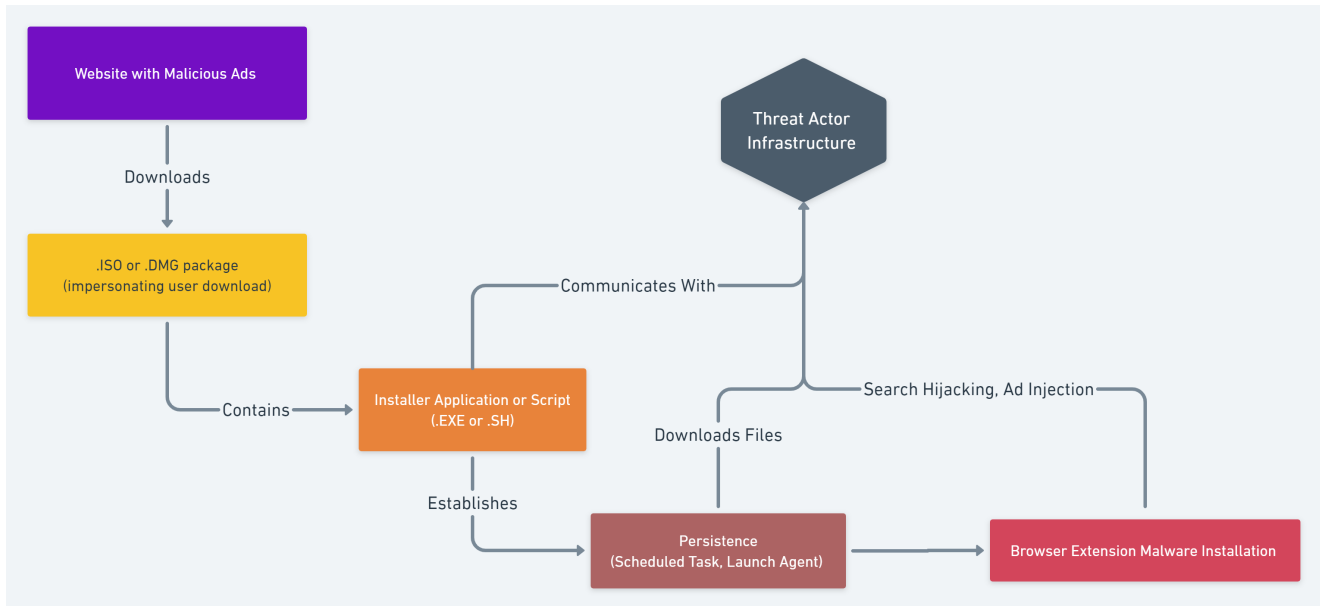 Website with Malicious Ads
Threat Actor
Infrastructure
Downloads
.ISO or .DMG package
(impersonating user download)
Communicates With
Installer Application or Script
(.EXE or .SH)
Contains
Search Hijacking, Ad Injection
Downloads Files
Establishes
Persistence
(Scheduled Task, Launch Agent)
Browser Extension Malware Installation